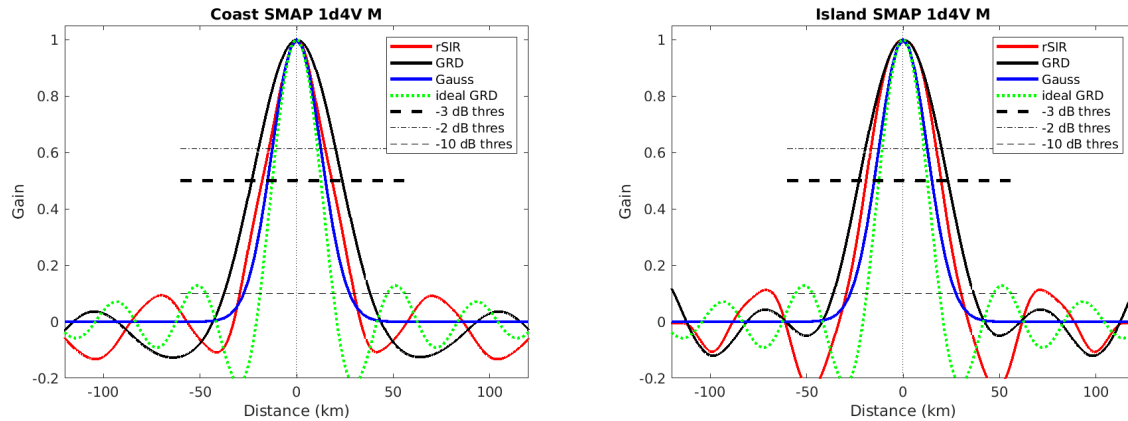 Coast SMAP 1d4V M
1
0.8
0.6
0.4
0.2
0
-0.2
Gain
-100
-50
0
50
100
Distance (km)
rSIR
GRD
Gauss
ideal GRD
-3 dB thres
-2 dB thres
-10 dB thres
Island SMAP 1d4V M
1
0.8
0.6
0.4
0.2
0
-0.2
Gain
-100
-50
0
50
100
Distance (km)
rSIR
GRD
Gauss
ideal GRD
-3 dB thres
-2 dB thres
-10 dB thres